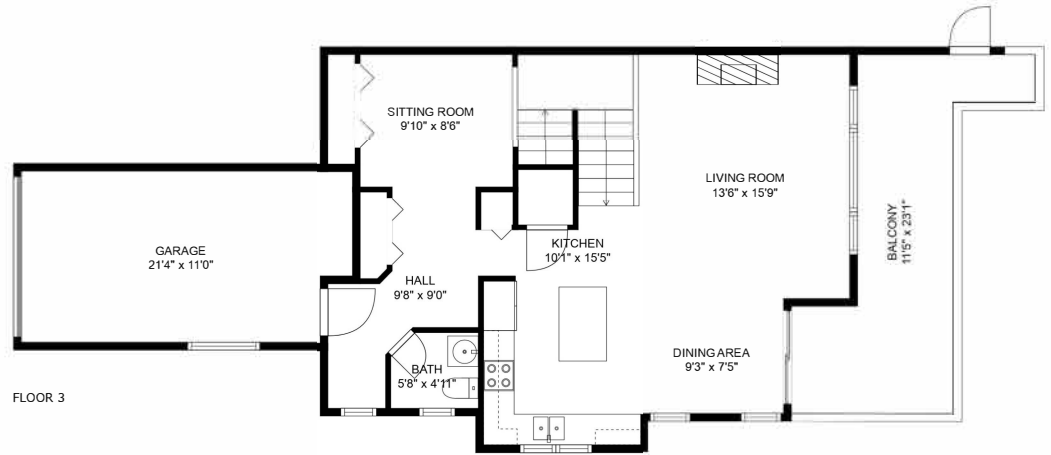 SITTING ROOM
9'10" x 8'6"
LIVING ROOM
13'6" x 15'9"
BALCONY
11'5" x 23'1"
GARAGE
21'4" x 11'0"
KITCHEN
10'1" x 15'5"
HALL
9'8" x 9'0"
DINING AREA
9'3" x 7'5"
BATH
5'8" x 4'11"
FLOOR 3